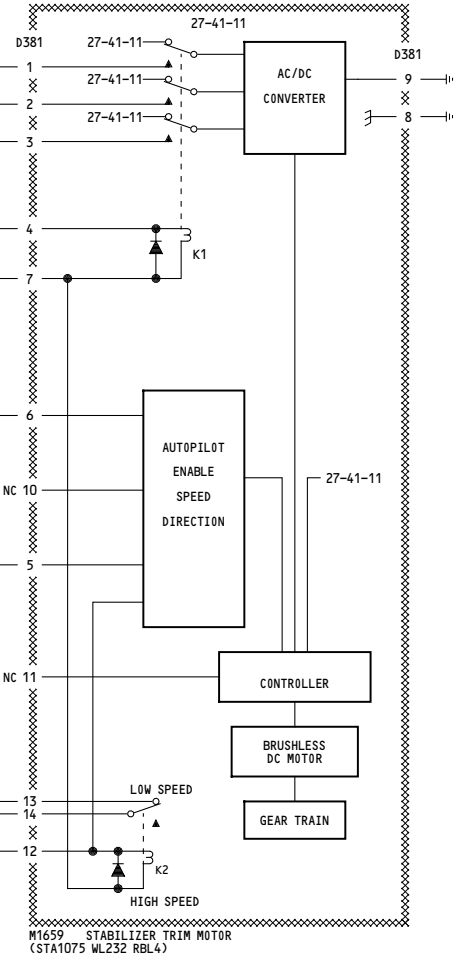 27-41-11
D381
27-41-11
D381
1
AC/DC
CONVERTER
9
27-41-11
2
27-41-11
8
3
4
K1
7
6
AUTOPILOT
ENABLE
SPEED
DIRECTION
27-41-11
NC 10
5
NC 11
CONTROLLER
BRUSHLESS
DC MOTOR
LOW SPEED
13
14
GEAR TRAIN
12
K2
HIGH SPEED
M1659 STABILIZER TRIM MOTOR
(STA1075 WL232 RBL4)